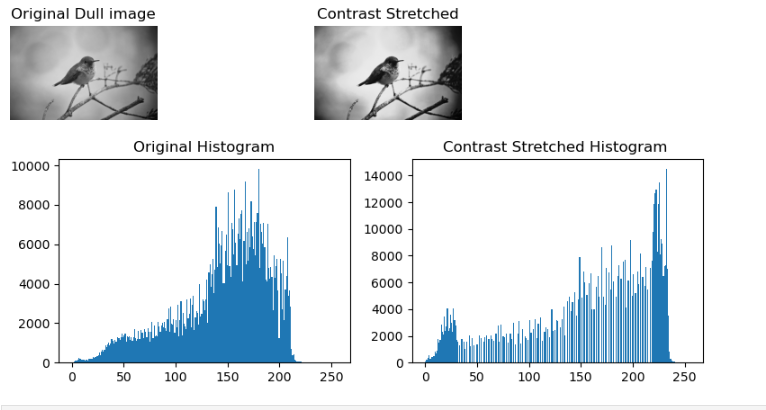 Original Dull image
Contrast Stretched
Original Histogram
Contrast Stretched Histogram
10000
8000
6000
4000
2000
0
0 50 100 150 200 250
14000
12000
10000
8000
6000
4000
2000
0
0 50 100 150 200 250